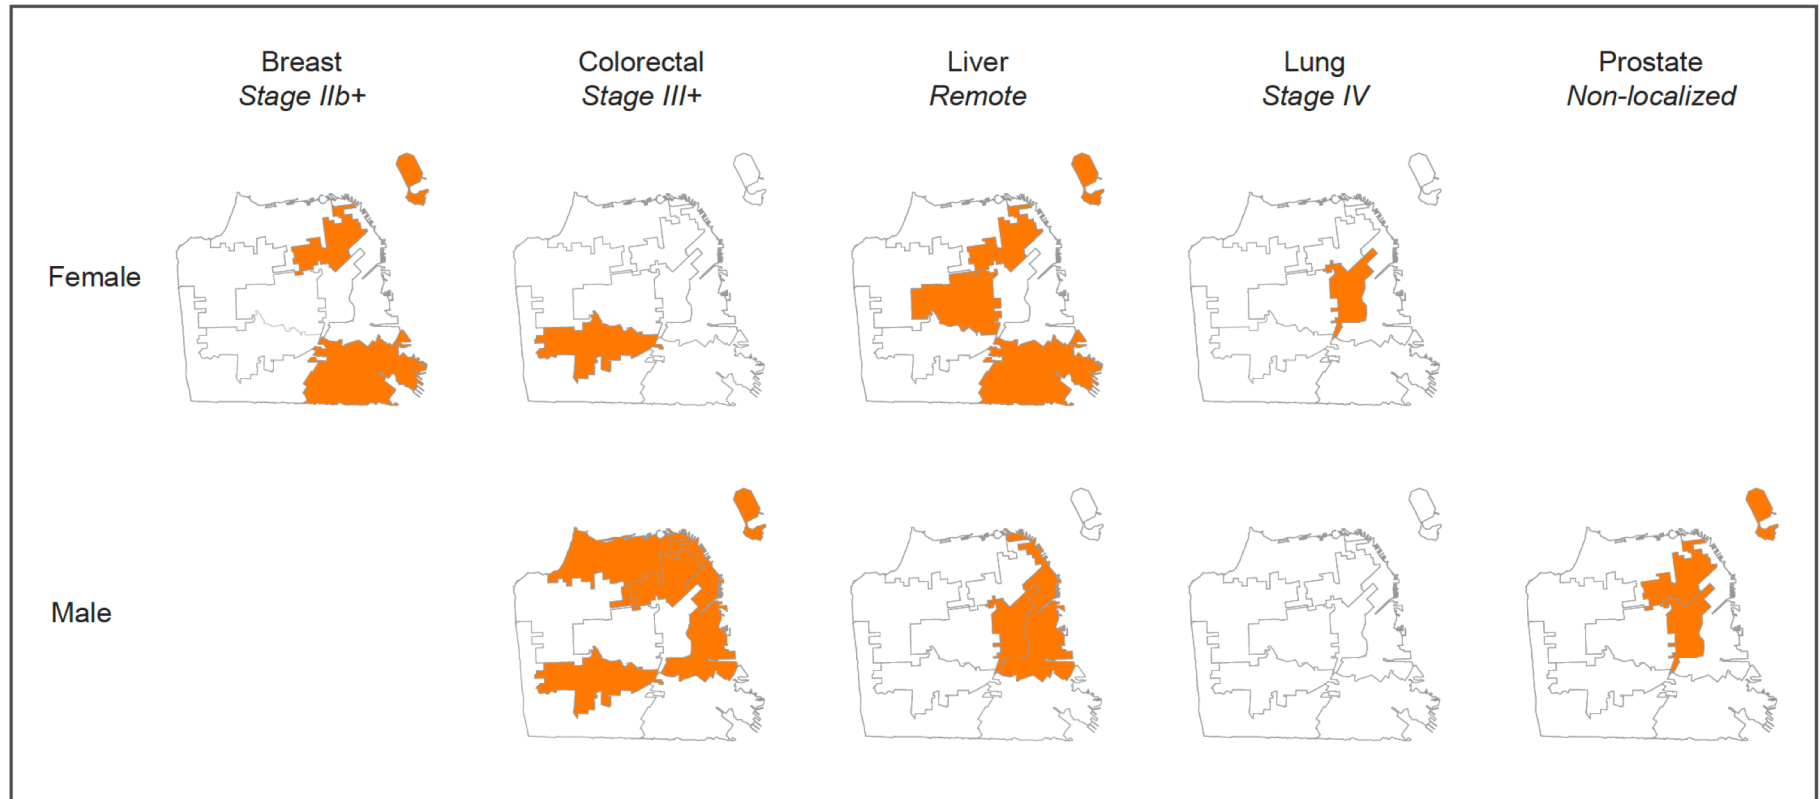 Breast
Stage IIb+
Colorectal
Stage III+
Liver
Remote
Lung
Stage IV
Prostate
Non-localized
Female
Male